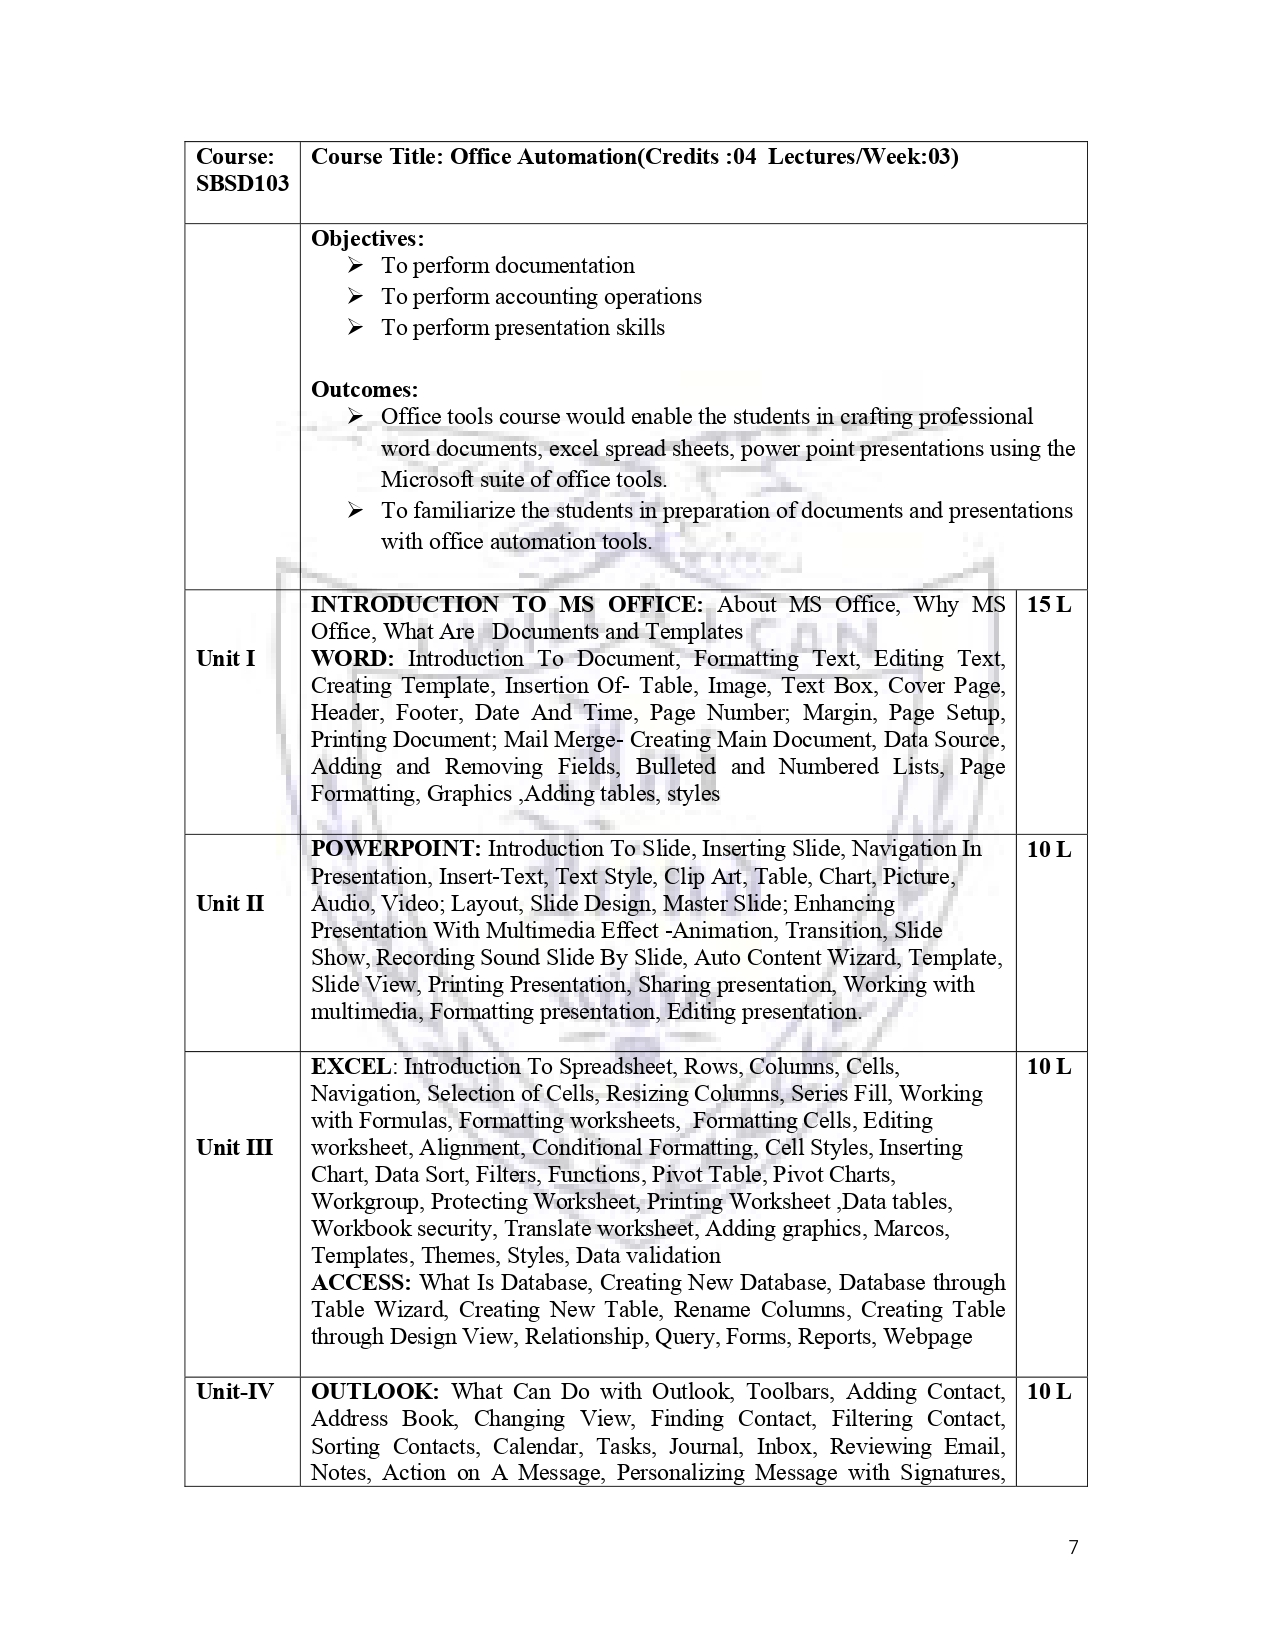 Course: Course Title: Office Automation(Credits :04 Lectures/Week:03)
SBSD103
Objectives:
➢ To perform documentation
➢ To perform accounting operations
➢ To perform presentation skills
Outcomes:
➢ Office tools course would enable the students in crafting professional
word documents, excel spread sheets, power point presentations using the
Microsoft suite of office tools.
➢ To familiarize the students in preparation of documents and presentations
with office automation tools.
I WILL & I CAN
Unit I
INTRODUCTION TO MS OFFICE: About MS Office, Why MS
Office, What Are Documents and Templates
WORD: Introduction To Document, Formatting Text, Editing Text,
Creating Template, Insertion Of- Table, Image, Text Box, Cover Page,
Header, Footer, Date And Time, Page Number; Margin, Page Setup,
Printing Document; Mail Merge- Creating Main Document, Data Source,
Adding and Removing Fields, Bulleted and Numbered Lists, Page
Formatting, Graphics ,Adding tables, styles
15 L
Unit II
POWERPOINT: Introduction To Slide, Inserting Slide, Navigation In
Presentation, Insert-Text, Text Style, Clip Art, Table, Chart, Picture,
Audio, Video; Layout, Slide Design, Master Slide; Enhancing
Presentation With Multimedia Effect -Animation, Transition, Slide
Show, Recording Sound Slide By Slide, Auto Content Wizard, Template,
Slide View, Printing Presentation, Sharing presentation, Working with
multimedia, Formatting presentation, Editing presentation.
10 L
Unit III
EXCEL: Introduction To Spreadsheet, Rows, Columns, Cells,
Navigation, Selection of Cells, Resizing Columns, Series Fill, Working
with Formulas, Formatting worksheets, Formatting Cells, Editing
worksheet, Alignment, Conditional Formatting, Cell Styles, Inserting
Chart, Data Sort, Filters, Functions, Pivot Table, Pivot Charts,
Workgroup, Protecting Worksheet, Printing Worksheet ,Data tables,
Workbook security, Translate worksheet, Adding graphics, Marcos,
Templates, Themes, Styles, Data validation
ACCESS: What Is Database, Creating New Database, Database through
Table Wizard, Creating New Table, Rename Columns, Creating Table
through Design View, Relationship, Query, Forms, Reports, Webpage
10 L
Unit-IV
OUTLOOK: What Can Do with Outlook, Toolbars, Adding Contact,
Address Book, Changing View, Finding Contact, Filtering Contact,
Sorting Contacts, Calendar, Tasks, Journal, Inbox, Reviewing Email,
Notes, Action on A Message, Personalizing Message with Signatures,
10 L
7